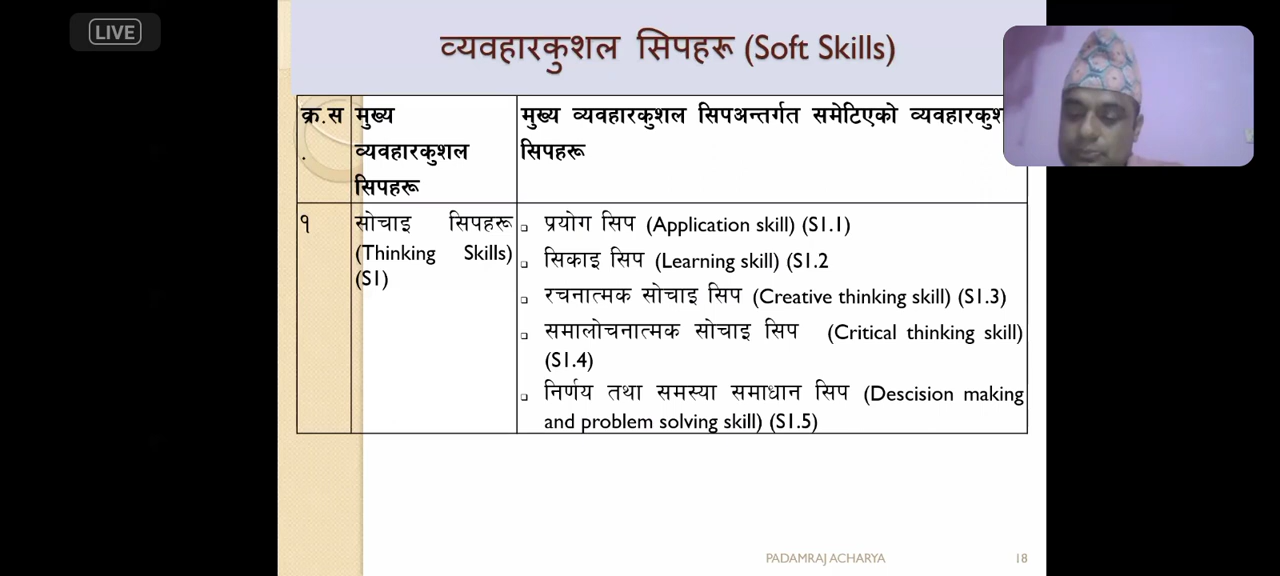 LIVE
व्यवहारकुशल सिपहरू (Soft Skills)
क्र.स
.
मुख्य
व्यवहारकुशल
सिपहरू
मुख्य व्यवहारकुशल सिपअन्तर्गत समेटिएको व्यवहारकुश
सिपहरू
१
सोचाइ सिपहरू
(Thinking Skills)
(S1)
प्रयोग सिप (Application skill) (S1.1)
सिकाइ सिप (Learning skill) (S1.2
रचनात्मक सोचाइ सिप (Creative thinking skill) (S1.3)
समालोचनात्मक सोचाइ सिप (Critical thinking skill)
(S1.4)
निर्णय तथा समस्या समाधान सिप (Descision making
and problem solving skill) (S1.5)
PADAMRAJ ACHARYA
18